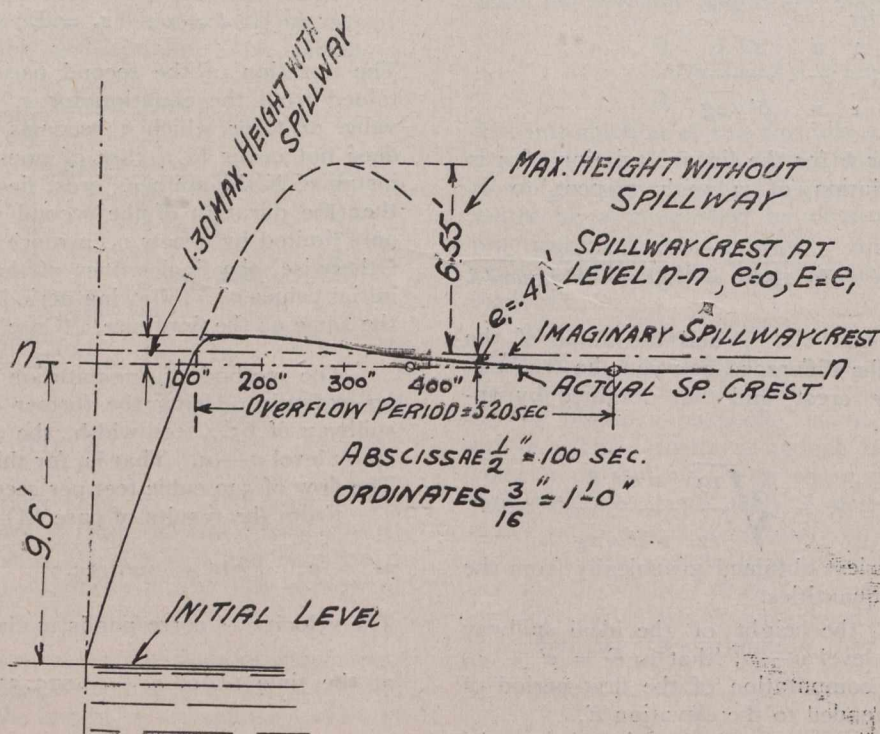 1.30' MAX. HEIGHT WITH
SPILLWAY
MAX. HEIGHT WITHOUT
SPILLWAY
6.55'
SPILLWAY CREST AT
LEVEL n-n, e'=0, E=e,
e,=.41'
IMAGINARY SPILLWAY CREST
n
n
100" 200" 300" 400"
ACTUAL SP. CREST
OVERFLOW PERIOD=520 SEC
ABSCISSAE 1/2" = 100 SEC.
ORDINATES 3/16" = 1'-0"
9.6'
INITIAL LEVEL